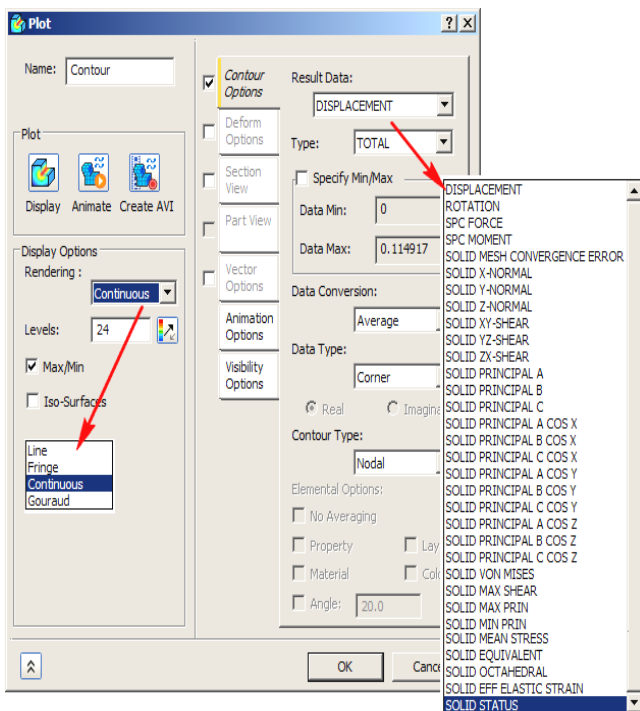 Plot
Name: Contour
Plot
Display Animate Create AVI
Display Options
Rendering :
Continuous
Levels: 24
Max/Min
Iso-Surfaces
Line
Fringe
Continuous
Gouraud
Contour
Options
Deform
Options
Section
View
Part View
Vector
Options
Animation
Options
Visibility
Options
Result Data:
DISPLACEMENT
Type: TOTAL
Specify Min/Max
Data Min: 0
Data Max: 0.114917
Data Conversion:
Average
Data Type:
Corner
Real Imagina
Contour Type:
Nodal
Elemental Options:
No Averaging
Property Lay
Material Colo
Angle: 20.0
OK Cance
DISPLACEMENT
ROTATION
SPC FORCE
SPC MOMENT
SOLID MESH CONVERGENCE ERROR
SOLID X-NORMAL
SOLID Y-NORMAL
SOLID Z-NORMAL
SOLID XY-SHEAR
SOLID YZ-SHEAR
SOLID ZX-SHEAR
SOLID PRINCIPAL A
SOLID PRINCIPAL B
SOLID PRINCIPAL C
SOLID PRINCIPAL A COS X
SOLID PRINCIPAL B COS X
SOLID PRINCIPAL C COS X
SOLID PRINCIPAL A COS Y
SOLID PRINCIPAL B COS Y
SOLID PRINCIPAL C COS Y
SOLID PRINCIPAL A COS Z
SOLID PRINCIPAL B COS Z
SOLID PRINCIPAL C COS Z
SOLID VON MISES
SOLID MAX SHEAR
SOLID MAX PRIN
SOLID MIN PRIN
SOLID MEAN STRESS
SOLID EQUIVALENT
SOLID OCTAHEDRAL
SOLID EFF ELASTIC STRAIN
SOLID STATUS